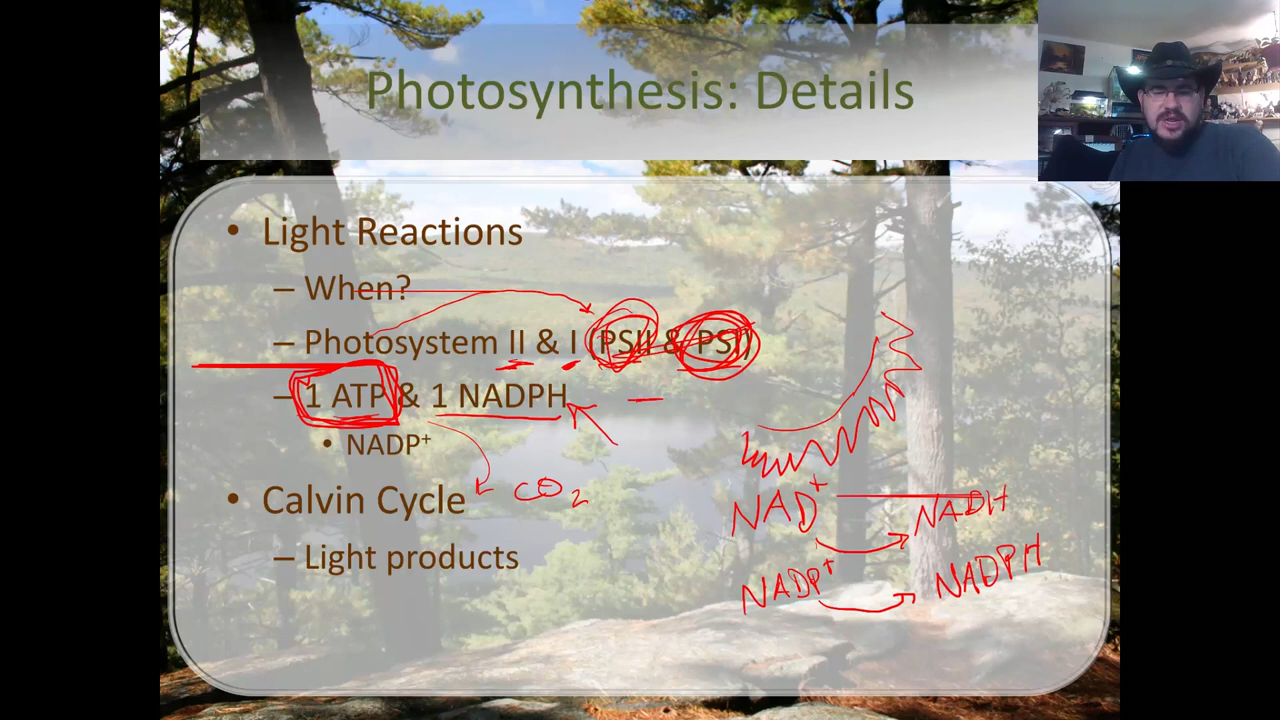 Photosynthesis: Details
• Light Reactions
– When?
– Photosystem II & I (PSII & PSI)
– 1 ATP & 1 NADPH
• NADP⁺
• Calvin Cycle
CO₂
– Light products
NAD⁺ NADH
NADP⁺ NADPH